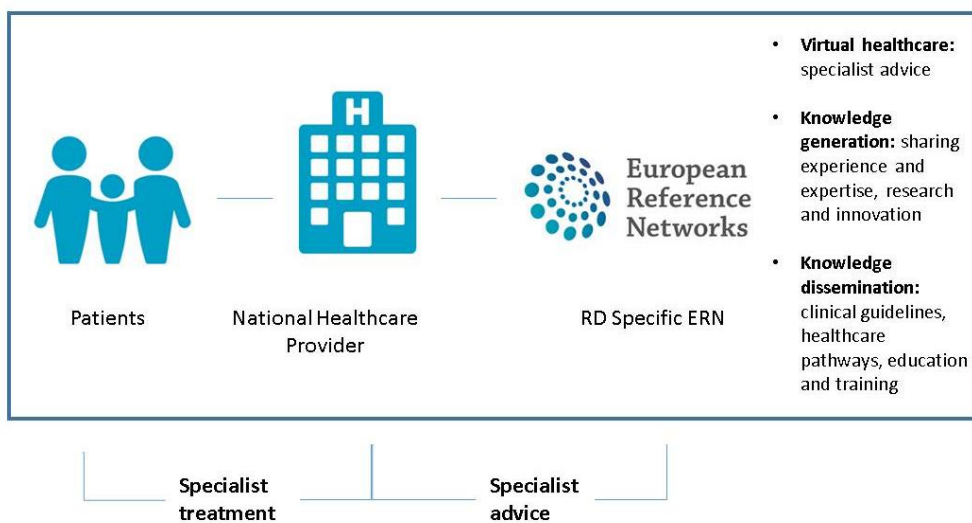 H
European
Reference
Networks
Patients
National Healthcare
Provider
RD Specific ERN
• Virtual healthcare:
specialist advice
• Knowledge
generation: sharing
experience and
expertise, research
and innovation
• Knowledge
dissemination:
clinical guidelines,
healthcare
pathways, education
and training
Specialist
treatment
Specialist
advice